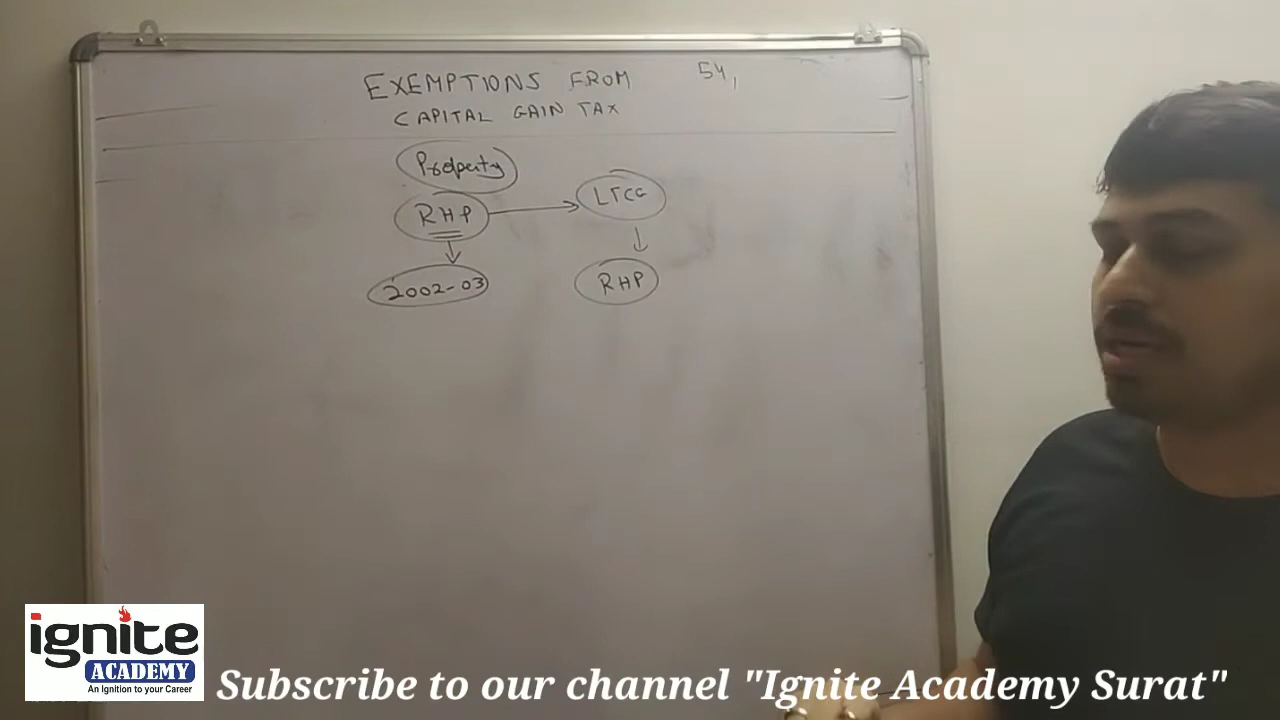 EXEMPTIONS FROM 54,
CAPITAL GAIN TAX
Property
RHP
LTCG
2002-03
RHP
ignite
ACADEMY
An Ignition to your Career
Subscribe to our channel "Ignite Academy Surat"